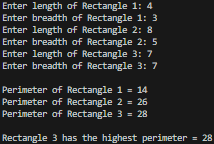 Enter length of Rectangle 1: 4
Enter breadth of Rectangle 1: 3
Enter length of Rectangle 2: 8
Enter breadth of Rectangle 2: 5
Enter length of Rectangle 3: 7
Enter breadth of Rectangle 3: 7
Perimeter of Rectangle 1 = 14
Perimeter of Rectangle 2 = 26
Perimeter of Rectangle 3 = 28
Rectangle 3 has the highest perimeter = 28